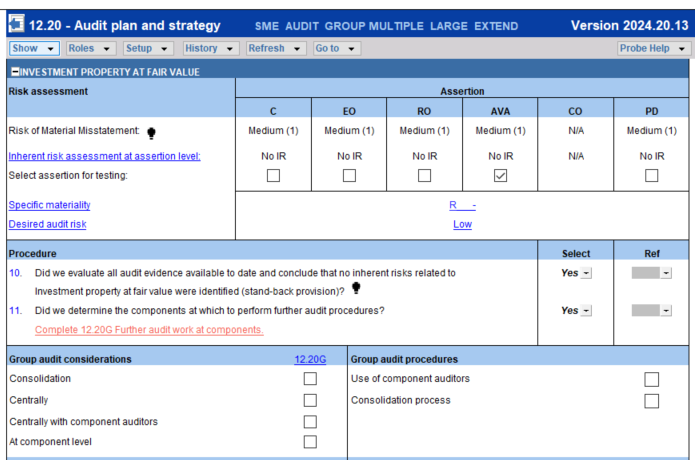 12.20 - Audit plan and strategy SME AUDIT GROUP MULTIPLE LARGE EXTEND Version 2024.20.13
Show Roles Setup History Refresh Go to Probe Help
INVESTMENT PROPERTY AT FAIR VALUE
Risk assessment Assertion
C EO RO AVA CO PD
Risk of Material Misstatement: Medium (1) Medium (1) Medium (1) Medium (1) N/A Medium (1)
Inherent risk assessment at assertion level: No IR No IR No IR No IR N/A No IR
Select assertion for testing:
Specific materiality R -
Desired audit risk Low
Procedure Select Ref
10. Did we evaluate all audit evidence available to date and conclude that no inherent risks related to Yes
Investment property at fair value were identified (stand-back provision)?
11. Did we determine the components at which to perform further audit procedures? Yes
Complete 12.20G Further audit work at components.
Group audit considerations 12.20G Group audit procedures
Consolidation Use of component auditors
Centrally Consolidation process
Centrally with component auditors
At component level